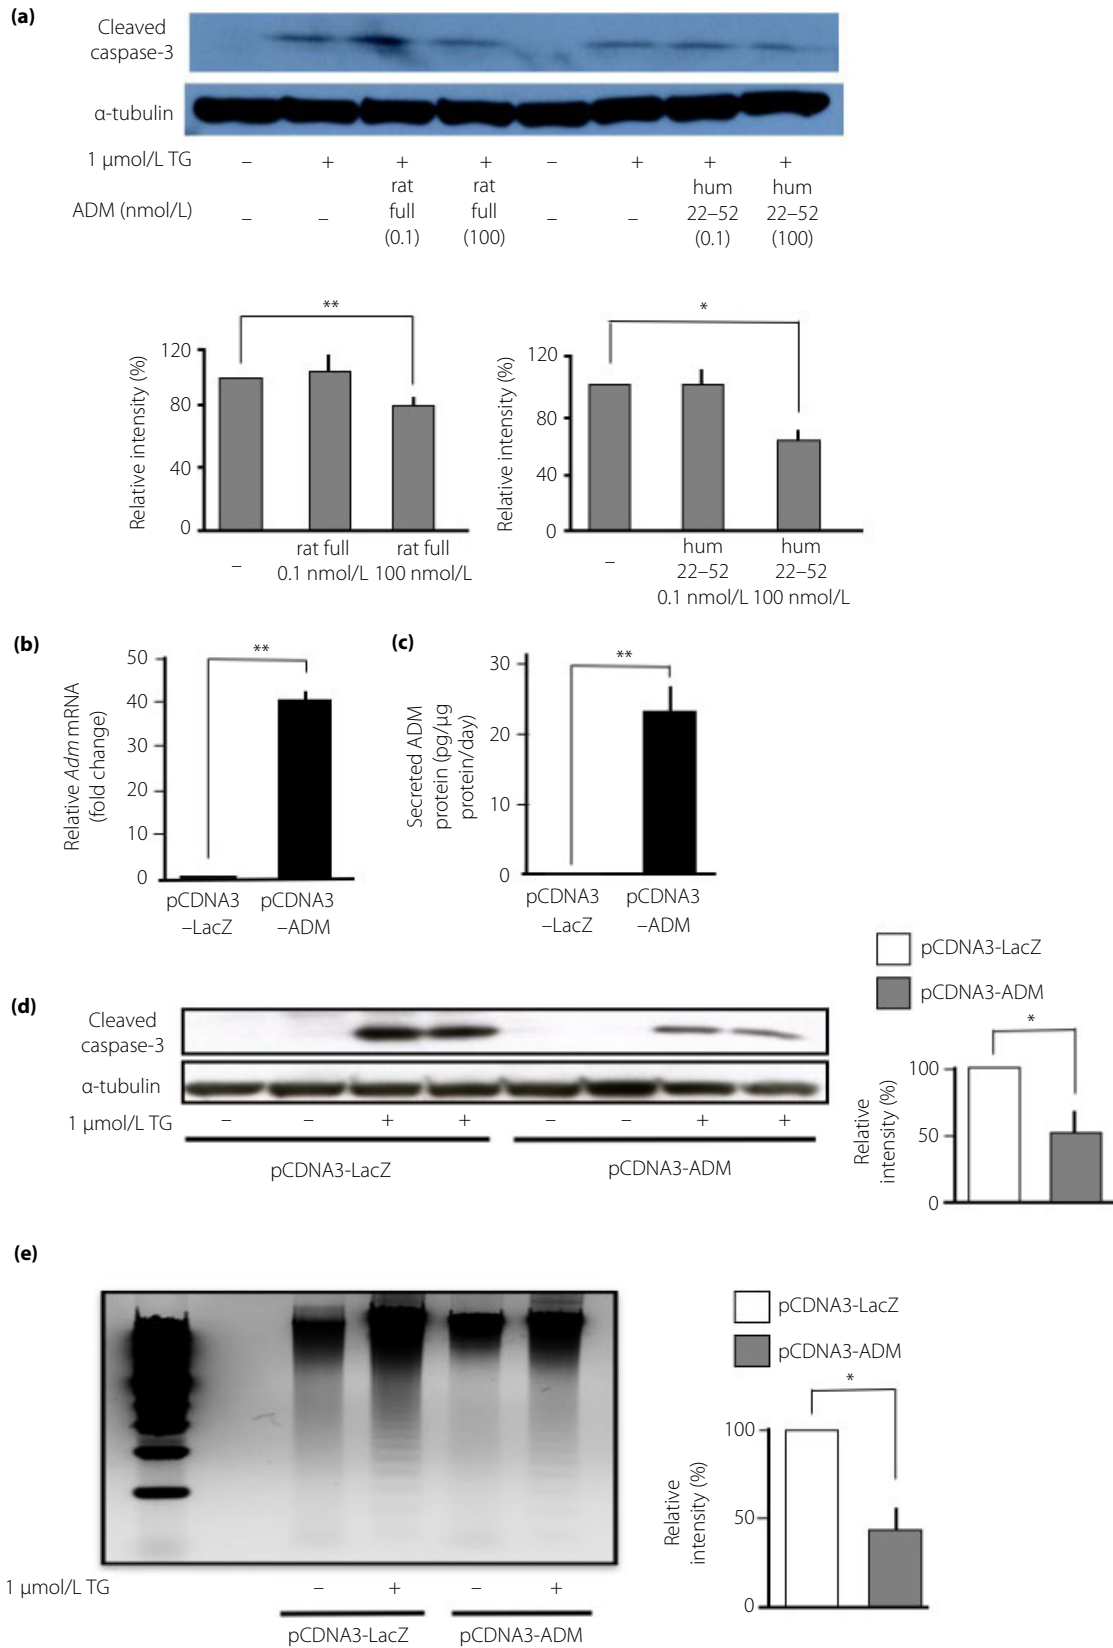 (a)
Cleaved
caspase-3
α-tubulin
1 µmol/L TG – + + + – + + +
ADM (nmol/L) – – rat full (0.1) rat full (100) – – hum 22–52 (0.1) hum 22–52 (100)
**
Relative intensity (%)
120
80
40
0
–
rat full
0.1 nmol/L
rat full
100 nmol/L
*
Relative intensity (%)
120
80
40
0
–
hum
22–52
0.1 nmol/L
hum
22–52
100 nmol/L
(b)
**
Relative Adm mRNA
(fold change)
50
40
30
20
10
0
pCDNA3
–LacZ
pCDNA3
–ADM
(c)
**
Secreted ADM
protein (pg/µg
protein/day)
30
20
10
0
pCDNA3
–LacZ
pCDNA3
–ADM
(d)
Cleaved
caspase-3
α-tubulin
1 µmol/L TG – – + + – – + +
pCDNA3-LacZ
pCDNA3-ADM
pCDNA3-LacZ
pCDNA3-ADM
*
Relative
intensity (%)
100
50
0
(e)
1 µmol/L TG – + – +
pCDNA3-LacZ
pCDNA3-ADM
pCDNA3-LacZ
pCDNA3-ADM
*
Relative
intensity (%)
100
50
0